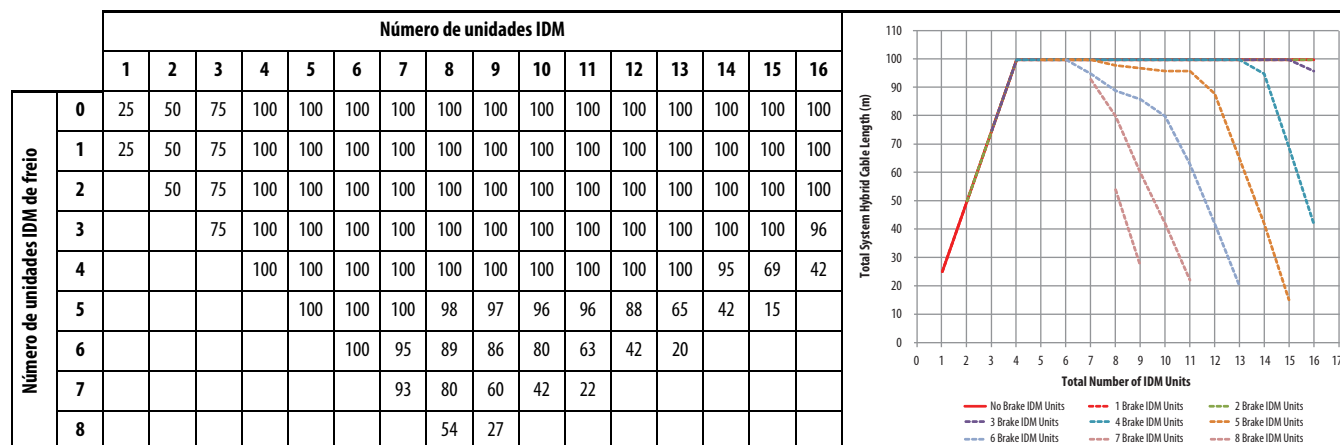 Número de unidades IDM
1 2 3 4 5 6 7 8 9 10 11 12 13 14 15 16
Número de unidades IDM de freio
0 25 50 75 100 100 100 100 100 100 100 100 100 100 100 100 100
1 25 50 75 100 100 100 100 100 100 100 100 100 100 100 100 100
2 50 75 100 100 100 100 100 100 100 100 100 100 100 100 100
3 75 100 100 100 100 100 100 100 100 100 100 100 100 96
4 100 100 100 100 100 100 100 100 100 100 95 69 42
5 100 100 100 98 97 96 96 88 65 42 15
6 100 95 89 86 80 63 42 20
7 93 80 60 42 22
8 54 27
Total System Hybrid Cable Length (m)
110
100
90
80
70
60
50
40
30
20
10
0
0 1 2 3 4 5 6 7 8 9 10 11 12 13 14 15 16 17
Total Number of IDM Units
No Brake IDM Units 1 Brake IDM Units 2 Brake IDM Units
3 Brake IDM Units 4 Brake IDM Units 5 Brake IDM Units
6 Brake IDM Units 7 Brake IDM Units 8 Brake IDM Units